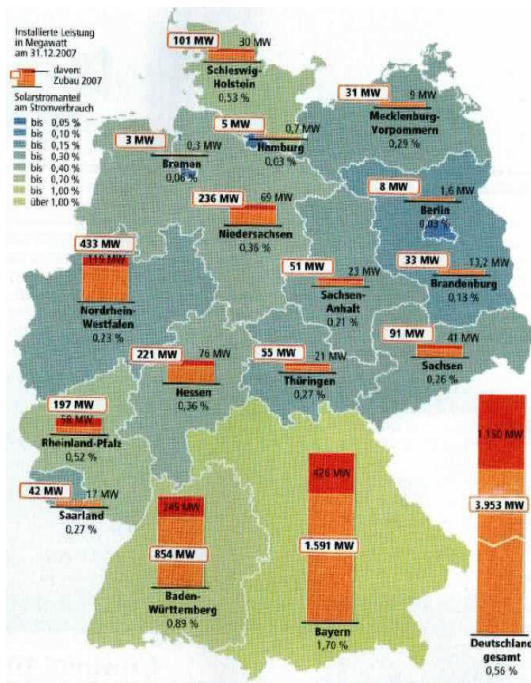 Installierte Leistung
in Megawatt
am 31.12.2007
davon:
Zubau 2007
Solarstromanteil
am Stromverbrauch
bis 0,05 %
bis 0,10 %
bis 0,15 %
bis 0,30 %
bis 0,40 %
bis 0,70 %
bis 1,00 %
über 1,00 %
101 MW
30 MW
Schleswig-
Holstein
0,53 %
31 MW
9 MW
Mecklenburg-
Vorpommern
0,29 %
5 MW
0,7 MW
Hamburg
0,03 %
3 MW
0,3 MW
Bremen
0,06 %
236 MW
69 MW
Niedersachsen
0,36 %
8 MW
1,6 MW
Berlin
0,03 %
33 MW
13,2 MW
Brandenburg
0,13 %
433 MW
Nordrhein-
Westfalen
0,23 %
51 MW
23 MW
Sachsen-
Anhalt
0,21 %
91 MW
41 MW
Sachsen
0,26 %
221 MW
76 MW
Hessen
0,36 %
55 MW
21 MW
Thüringen
0,27 %
197 MW
58 MW
Rheinland-Pfalz
0,52 %
42 MW
17 MW
Saarland
0,27 %
245 MW
854 MW
Baden-
Württemberg
0,89 %
426 MW
1.591 MW
Bayern
1,70 %
1.150 MW
3.953 MW
Deutschland
gesamt
0,56 %